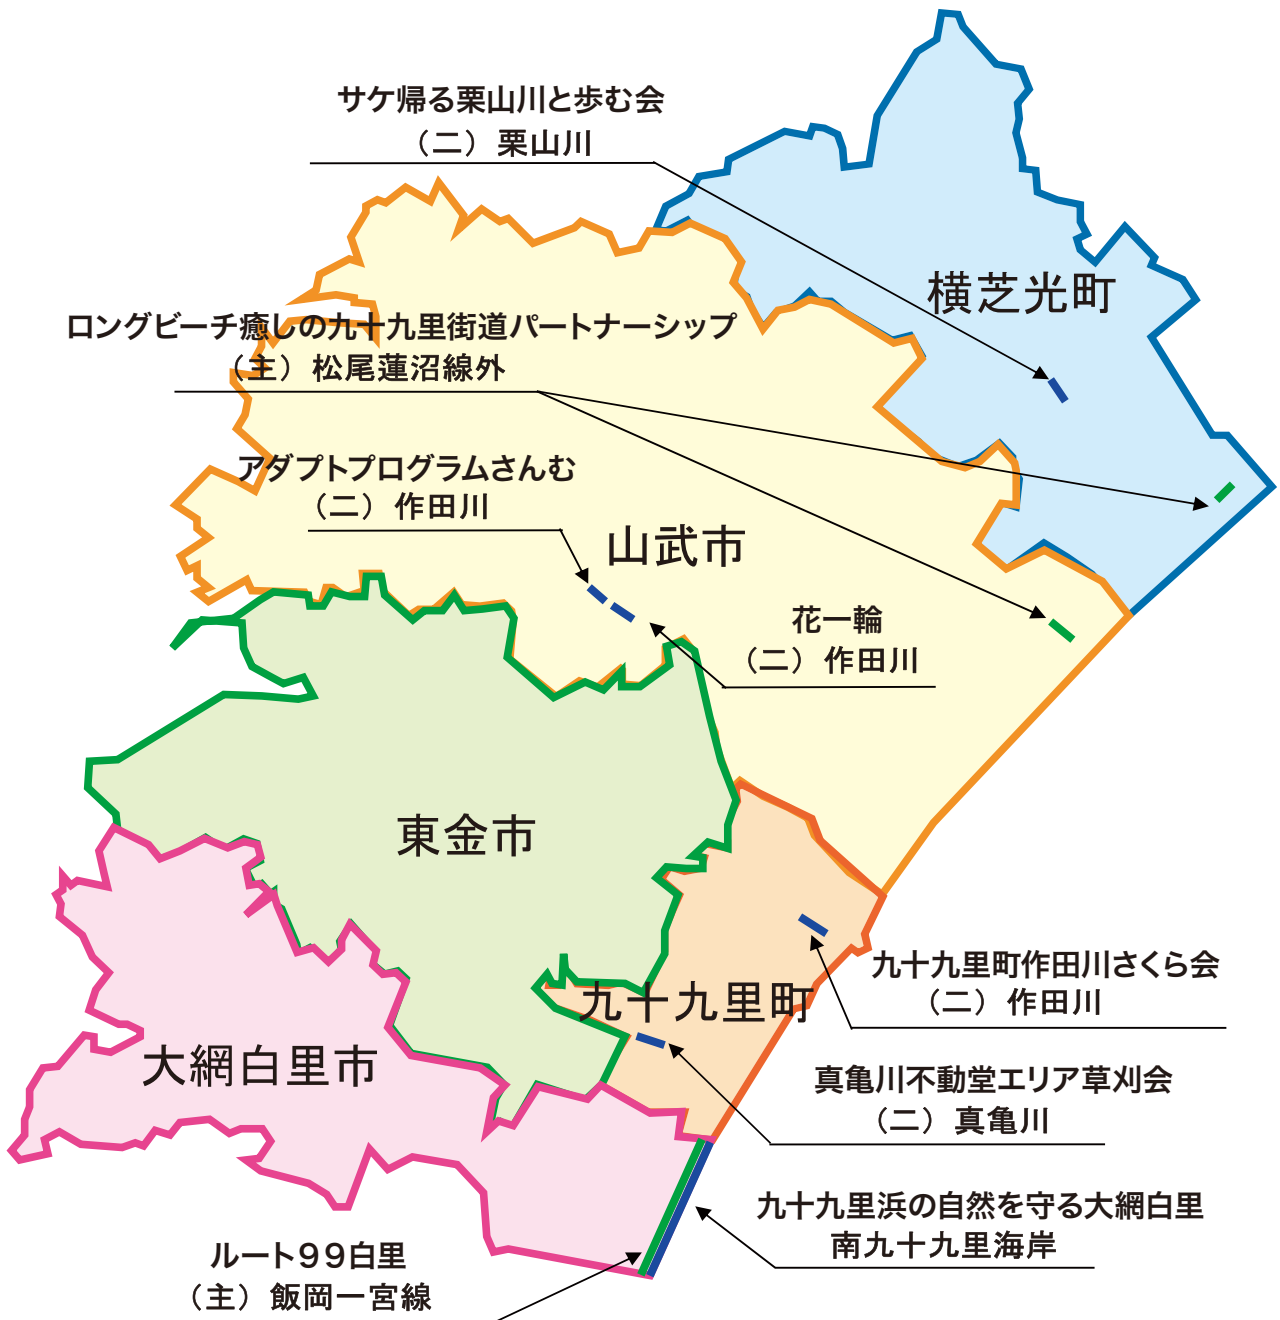 サケ帰る栗山川と歩む会
（二）栗山川
横芝光町
ロングビーチ癒しの九十九里街道パートナーシップ
（主）松尾蓮沼線外
アダプトプログラムさんむ
（二）作田川
山武市
花一輪
（二）作田川
東金市
九十九里町
九十九里町作田川さくら会
（二）作田川
大網白里市
真亀川不動堂エリア草刈会
（二）真亀川
九十九里浜の自然を守る大網白里
南九十九里海岸
ルート９９白里
（主）飯岡一宮線